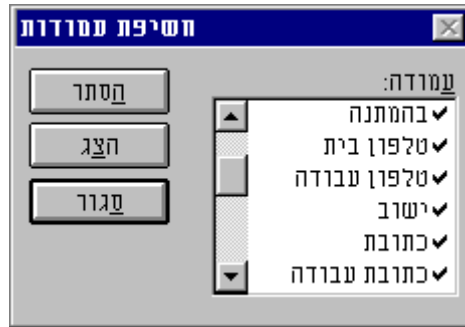 חשיפת עמודות
עמודה:
בהמתנה
טלפון בית
טלפון עבודה
ישוב
כתובת
כתובת עבודה
הסתר
הצג
סגור